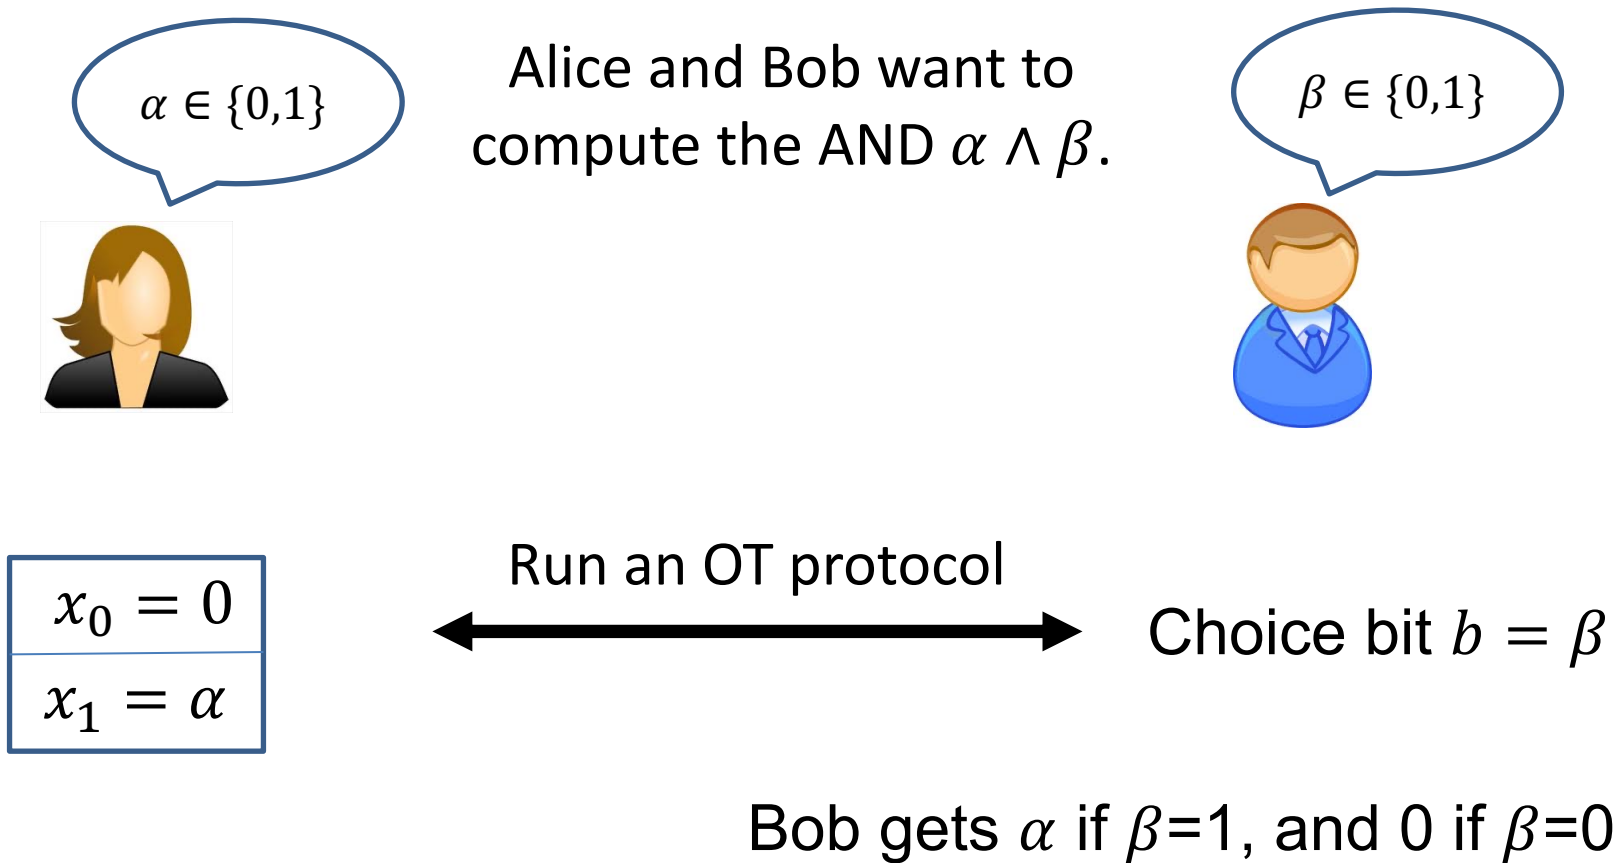 α ∈ {0,1}
Alice and Bob want to
compute the AND α ∧ β.
β ∈ {0,1}
Run an OT protocol
x₀ = 0
x₁ = α
Choice bit b = β
Bob gets α if β=1, and 0 if β=0